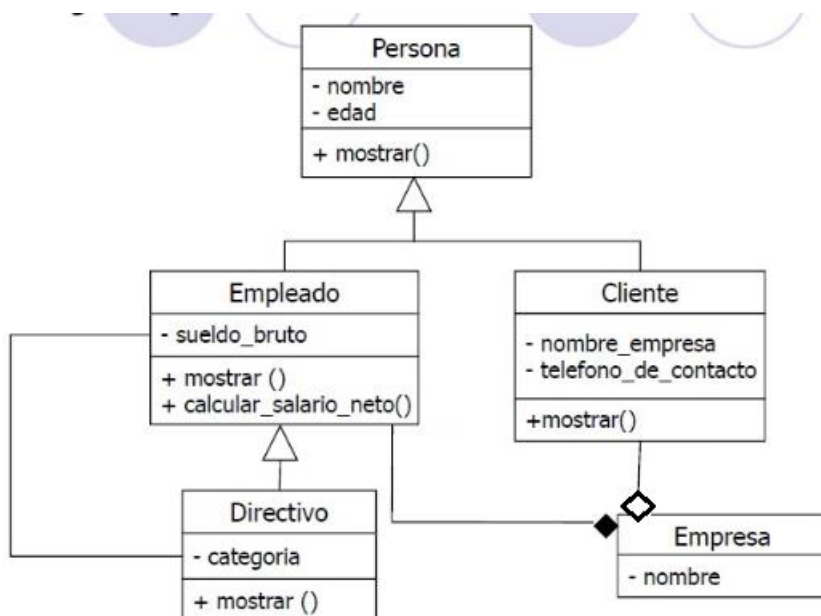 Persona
- nombre
- edad
+ mostrar()
Empleado
- sueldo_bruto
+ mostrar ()
+ calcular_salario_neto()
Cliente
- nombre_empresa
- telefono_de_contacto
+mostrar()
Directivo
- categoria
+ mostrar ()
Empresa
- nombre